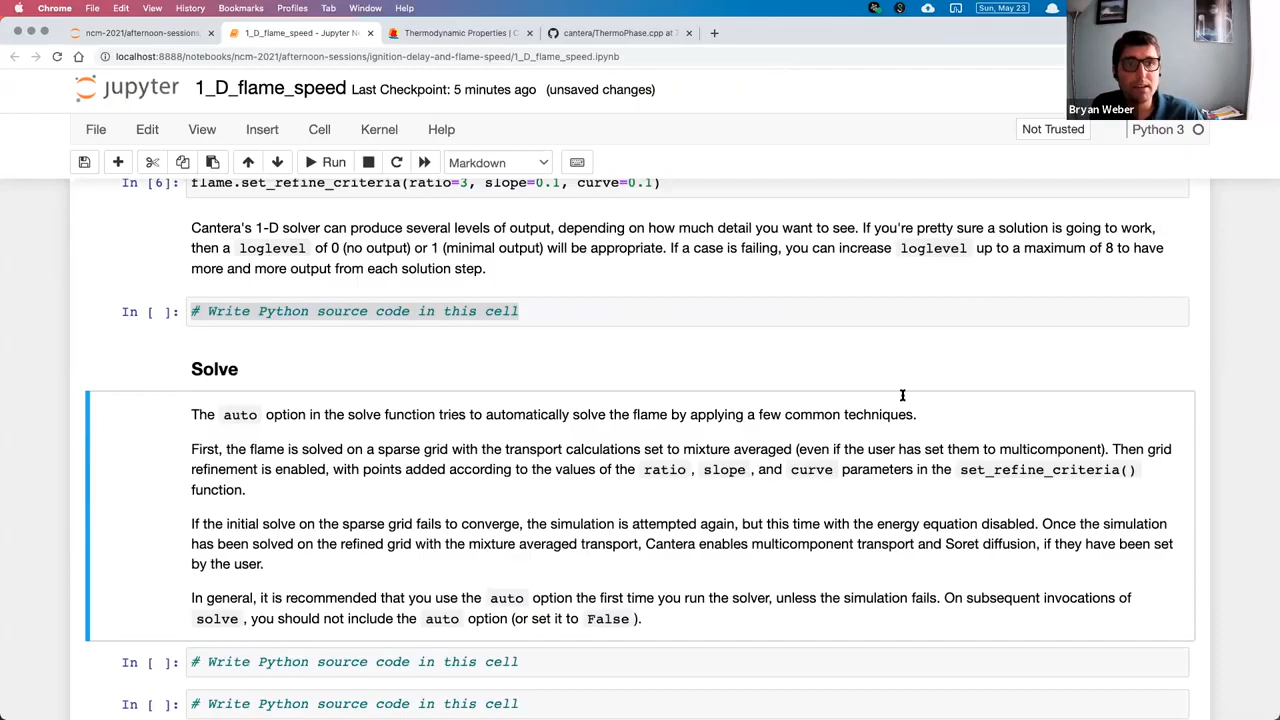 Chrome File Edit View History Bookmarks Profiles Tab Window Help Sun, May 23
ncm-2021/afternoon-sessions, 1_D_flame_speed - Jupyter No Thermodynamic Properties | C cantera/ThermoPhase.cpp at 7
localhost:8888/notebooks/ncm-2021/afternoon-sessions/ignition-delay-and-flame-speed/1_D_flame_speed.ipynb
jupyter 1_D_flame_speed Last Checkpoint: 5 minutes ago (unsaved changes)
Bryan Weber
File Edit View Insert Cell Kernel Help Not Trusted Python 3
Run Markdown
In [6]: flame.set_refine_criteria(ratio=3, slope=0.1, curve=0.1)
Cantera's 1-D solver can produce several levels of output, depending on how much detail you want to see. If you're pretty sure a solution is going to work,
then a loglevel of 0 (no output) or 1 (minimal output) will be appropriate. If a case is failing, you can increase loglevel up to a maximum of 8 to have
more and more output from each solution step.
In [ ]: # Write Python source code in this cell
Solve
The auto option in the solve function tries to automatically solve the flame by applying a few common techniques.
First, the flame is solved on a sparse grid with the transport calculations set to mixture averaged (even if the user has set them to multicomponent). Then grid
refinement is enabled, with points added according to the values of the ratio , slope , and curve parameters in the set_refine_criteria()
function.
If the initial solve on the sparse grid fails to converge, the simulation is attempted again, but this time with the energy equation disabled. Once the simulation
has been solved on the refined grid with the mixture averaged transport, Cantera enables multicomponent transport and Soret diffusion, if they have been set
by the user.
In general, it is recommended that you use the auto option the first time you run the solver, unless the simulation fails. On subsequent invocations of
solve , you should not include the auto option (or set it to False ).
In [ ]: # Write Python source code in this cell
In [ ]: # Write Python source code in this cell